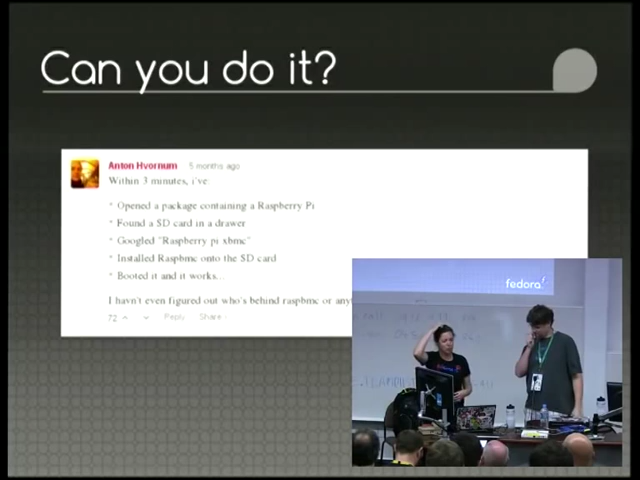 Can you do it?
Anton Hvornum 5 months ago
Within 3 minutes, i've
* Opened a package containing a Raspberry Pi
* Found a SD card in a drawer
* Googled "Raspberry pi xbmc"
* Installed Raspbmc onto the SD card
* Booted it and it works...
I havn't even figured out who's behind raspbmc or any
72 Reply Share
fedora